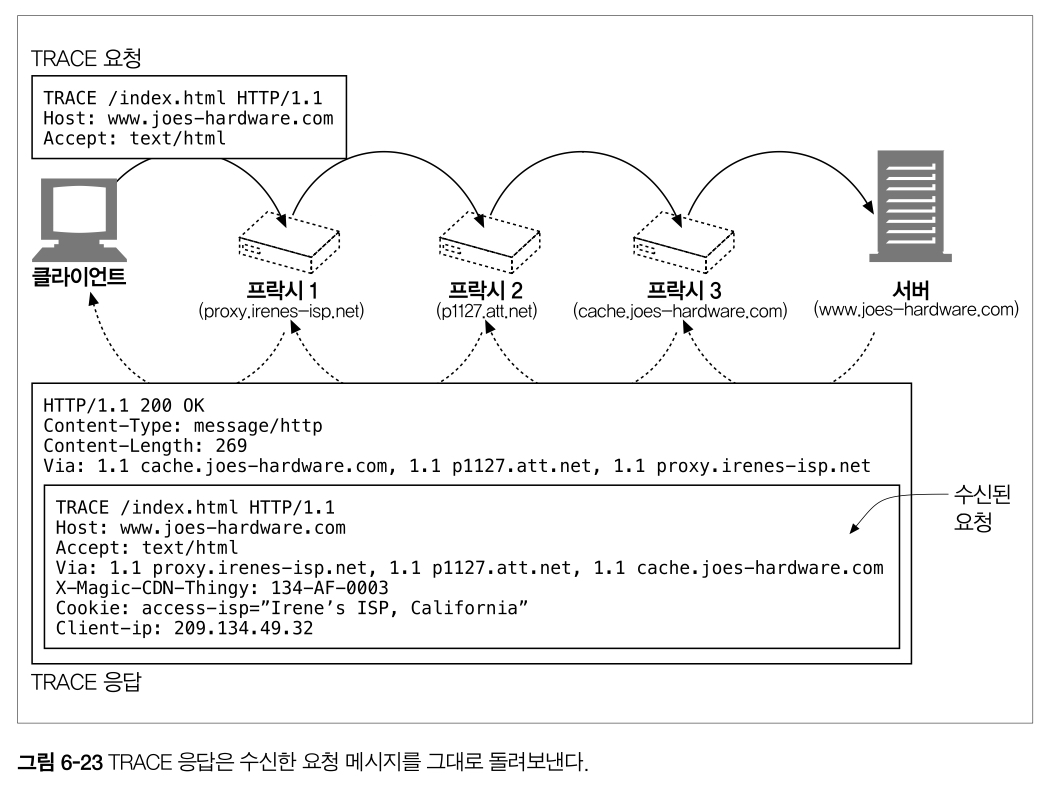 TRACE 요청
TRACE /index.html HTTP/1.1
Host: www.joes-hardware.com
Accept: text/html
클라이언트
프락시 1
(proxy.irenes-isp.net)
프락시 2
(p1127.att.net)
프락시 3
(cache.joes-hardware.com)
서버
(www.joes-hardware.com)
HTTP/1.1 200 OK
Content-Type: message/http
Content-Length: 269
Via: 1.1 cache.joes-hardware.com, 1.1 p1127.att.net, 1.1 proxy.irenes-isp.net
TRACE /index.html HTTP/1.1
Host: www.joes-hardware.com
Accept: text/html
Via: 1.1 proxy.irenes-isp.net, 1.1 p1127.att.net, 1.1 cache.joes-hardware.com
X-Magic-CDN-Thingy: 134-AF-0003
Cookie: access-isp=”Irene’s ISP, California”
Client-ip: 209.134.49.32
수신된
요청
TRACE 응답
그림 6-23 TRACE 응답은 수신한 요청 메시지를 그대로 돌려보낸다.